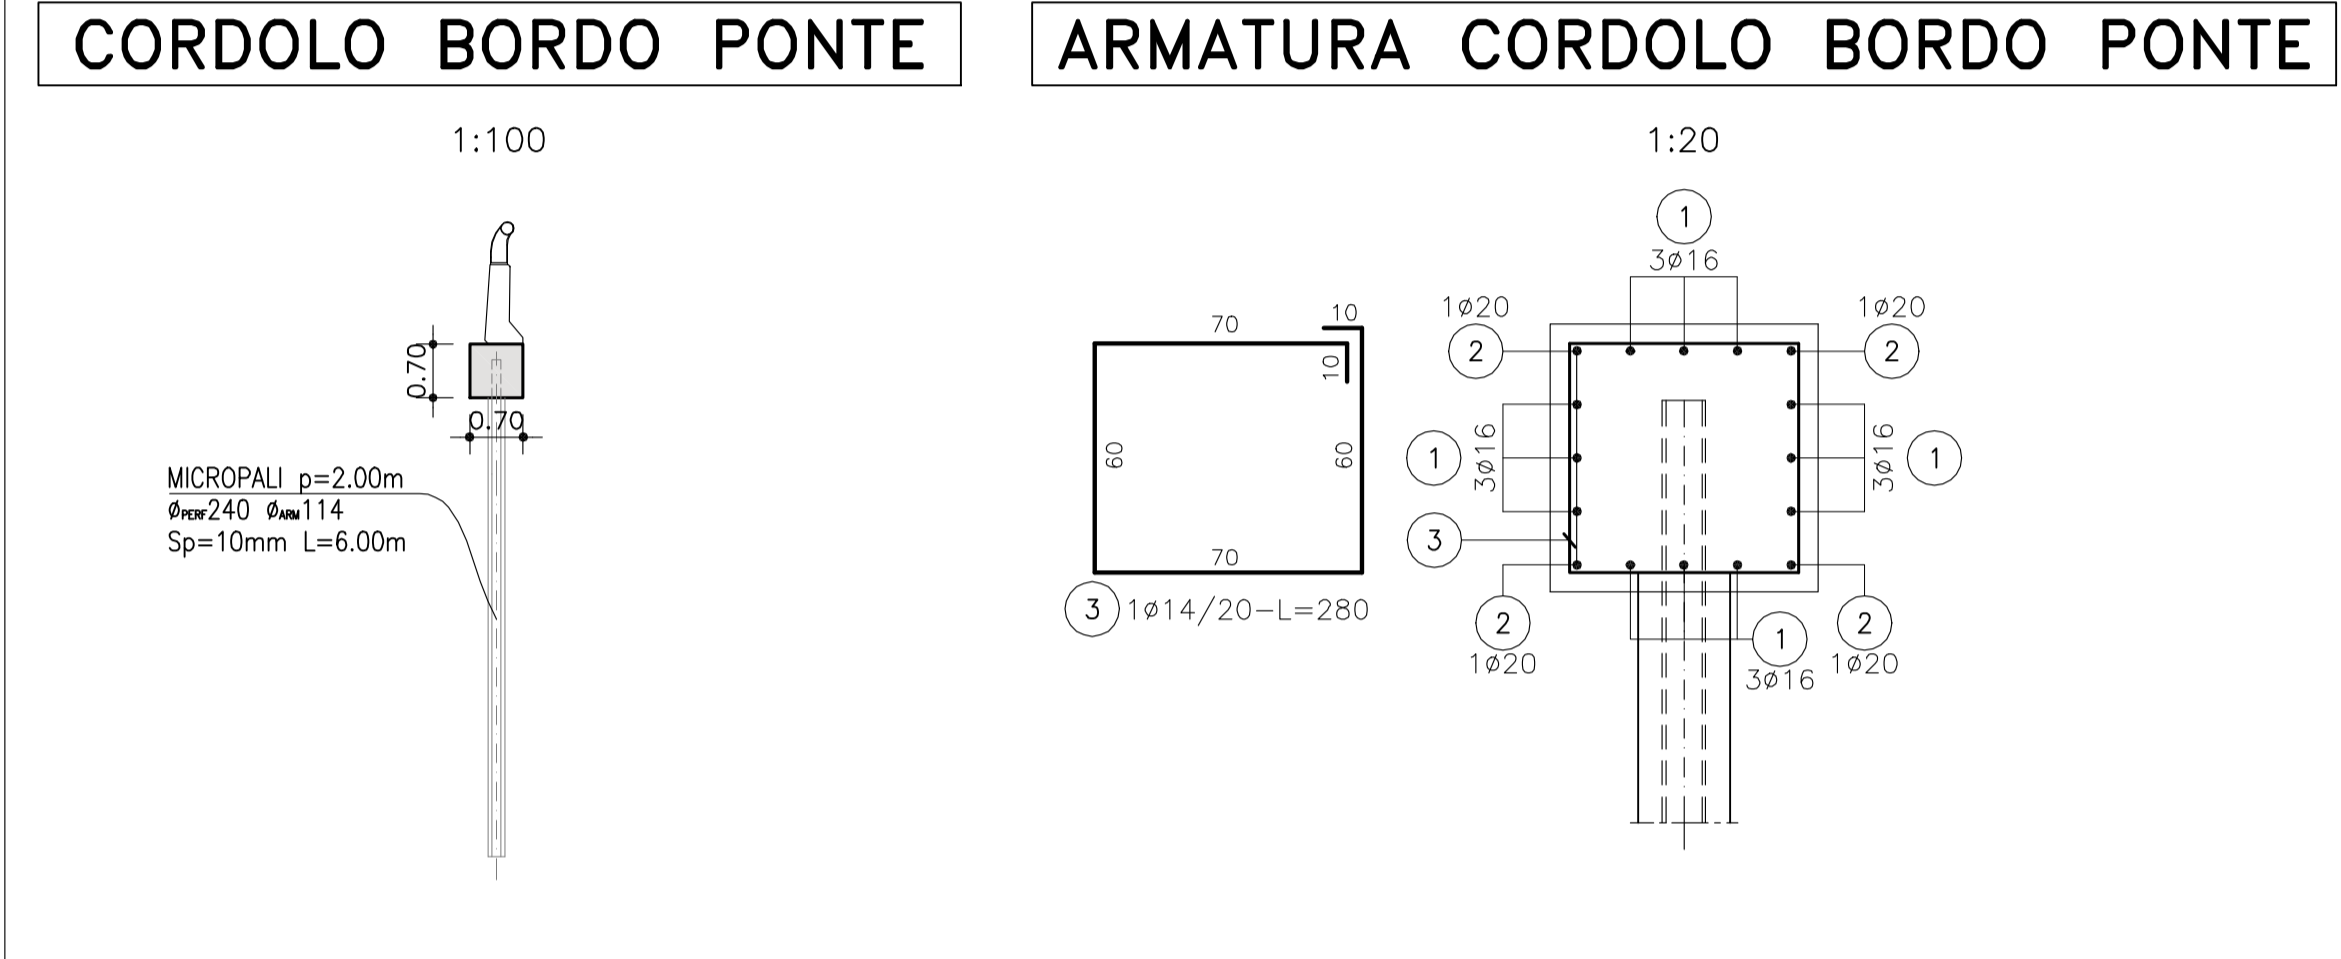 CORDOLO BORDO PONTE
1:100
0.70
0.70
MICROPALI p=2.00m
øPERF240 øARM114
Sp=10mm L=6.00m
ARMATURA CORDOLO BORDO PONTE
1:20
70
10
10
60
60
70
3 1ø14/20-L=280
1
3ø16
1ø20
2
1ø20
2
1
3ø16
3ø16
1
3
2
1ø20
1
3ø16
2
1ø20